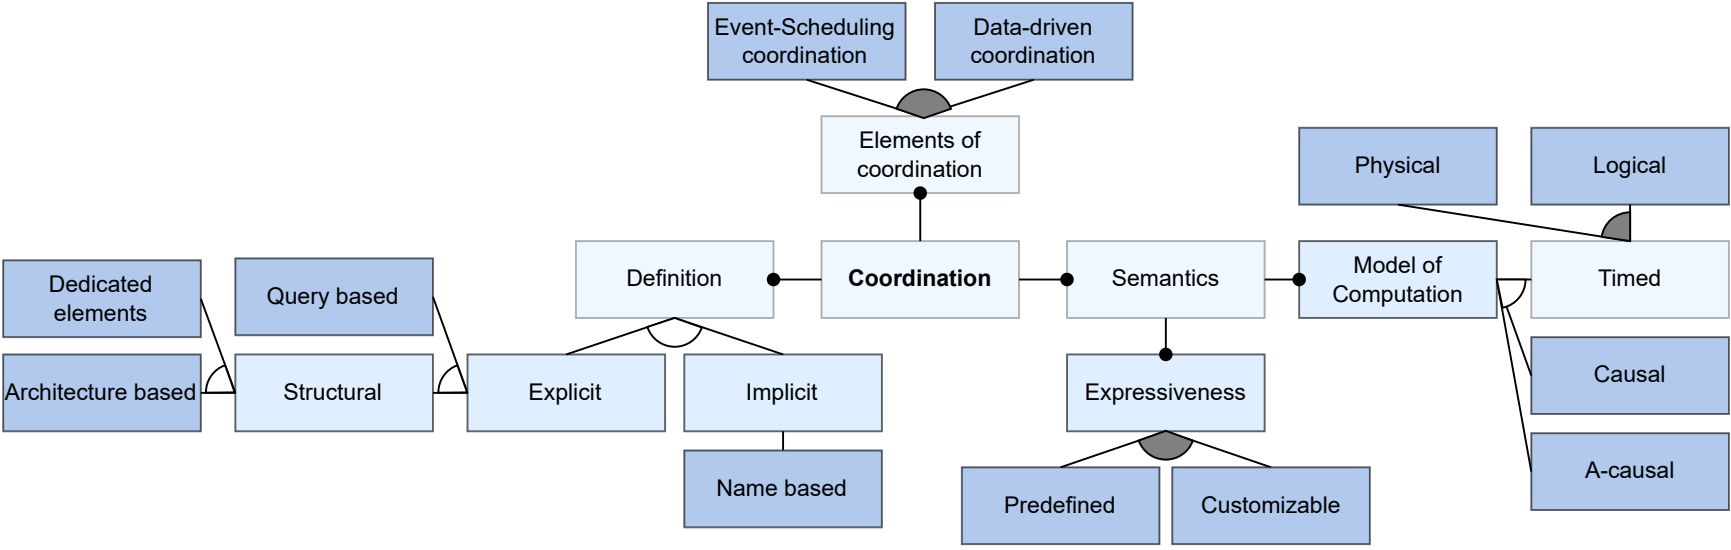 Event-Scheduling
coordination
Data-driven
coordination
Elements of
coordination
Physical
Logical
Definition
Coordination
Semantics
Model of
Computation
Timed
Dedicated
elements
Query based
Architecture based
Structural
Explicit
Implicit
Expressiveness
Causal
A-causal
Name based
Predefined
Customizable